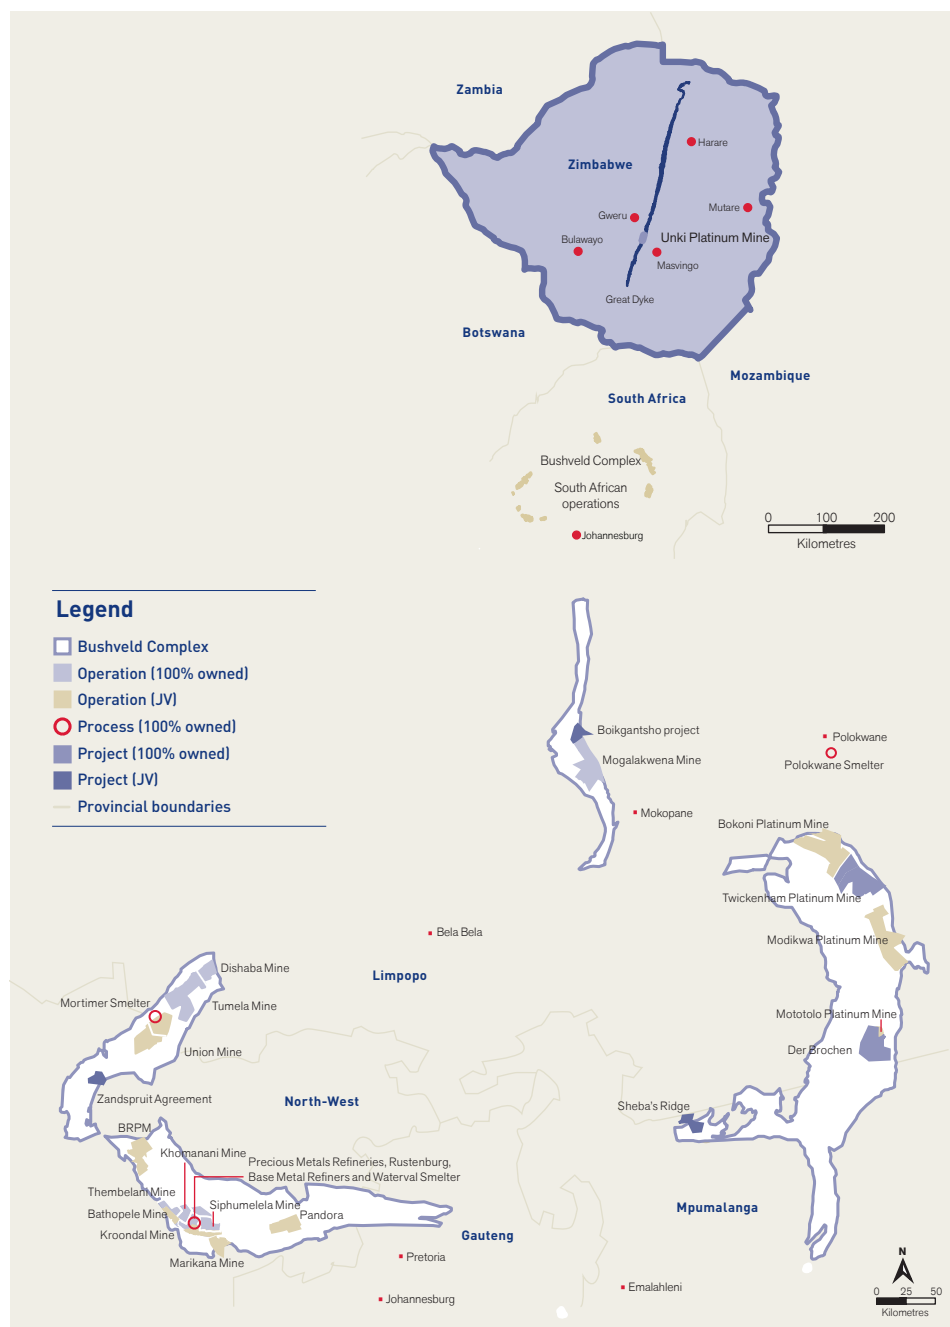 Zambia
Zimbabwe
Harare
Mutare
Gweru
Unki Platinum Mine
Bulawayo
Masvingo
Great Dyke
Botswana
Mozambique
South Africa
Bushveld Complex
South African
operations
Johannesburg
0 100 200
Kilometres
Legend
Bushveld Complex
Operation (100% owned)
Operation (JV)
Process (100% owned)
Project (100% owned)
Project (JV)
Provincial boundaries
Boikgantsho project
Mogalakwena Mine
Mokopane
Polokwane
Polokwane Smelter
Bokoni Platinum Mine
Twickenham Platinum Mine
Modikwa Platinum Mine
Mototolo Platinum Mine
Der Brochen
Bela Bela
Limpopo
Dishaba Mine
Mortimer Smelter
Tumela Mine
Union Mine
Zandspruit Agreement
North-West
Sheba's Ridge
BRPM
Khomanani Mine
Precious Metals Refineries, Rustenburg,
Base Metal Refiners and Waterval Smelter
Thembelani Mine
Siphumelela Mine
Bathopele Mine
Pandora
Kroondal Mine
Marikana Mine
Mpumalanga
Gauteng
Pretoria
Johannesburg
Emalahleni
N
0 25 50
Kilometres